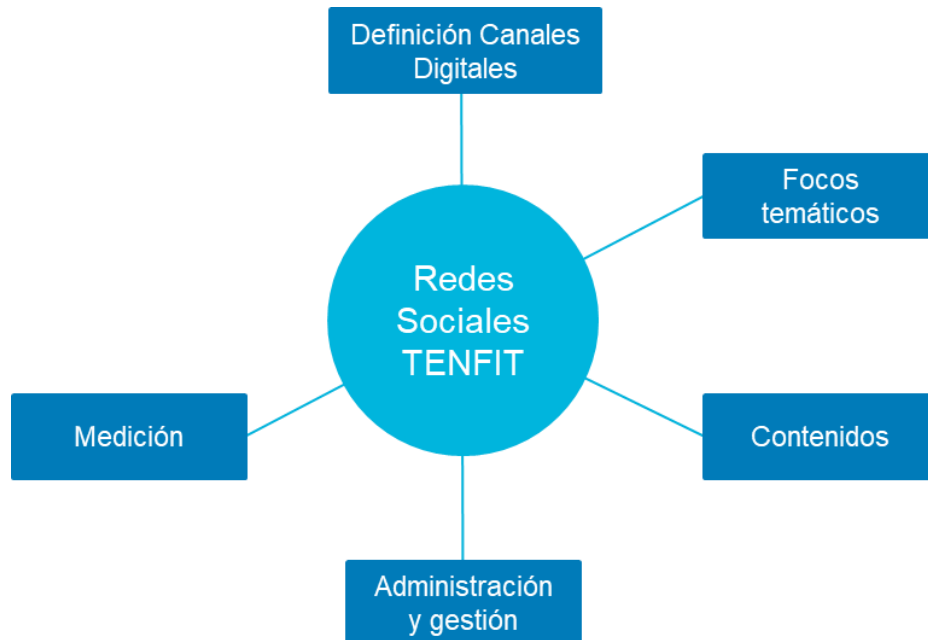 Definición Canales
Digitales
Focos
temáticos
Redes
Sociales
TENFIT
Medición
Contenidos
Administración
y gestión